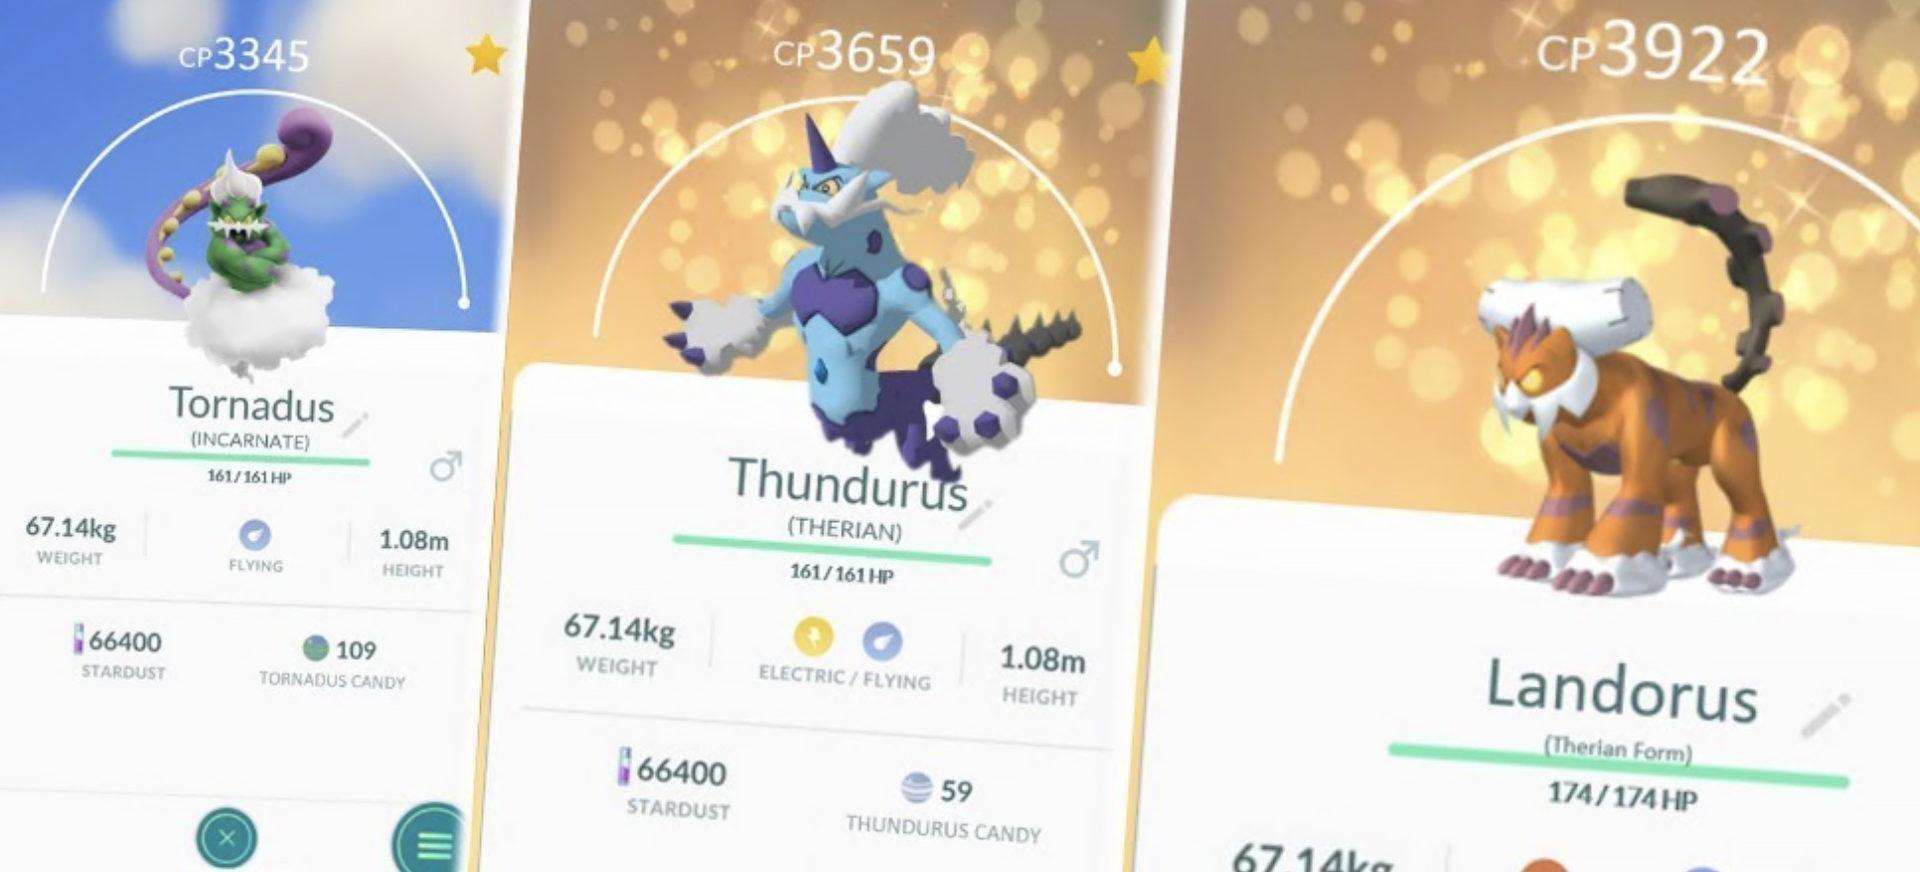 CP3345
Tornadus
(INCARNATE)
161/161 HP
67.14kg
WEIGHT
FLYING
1.08m
HEIGHT
66400
STARDUST
109
TORNADUS CANDY
CP3659
Thundurus
(THERIAN)
161/161 HP
67.14kg
WEIGHT
ELECTRIC / FLYING
1.08m
HEIGHT
66400
STARDUST
59
THUNDURUS CANDY
CP3922
Landorus
(Therian Form)
174/174 HP
67.14kg